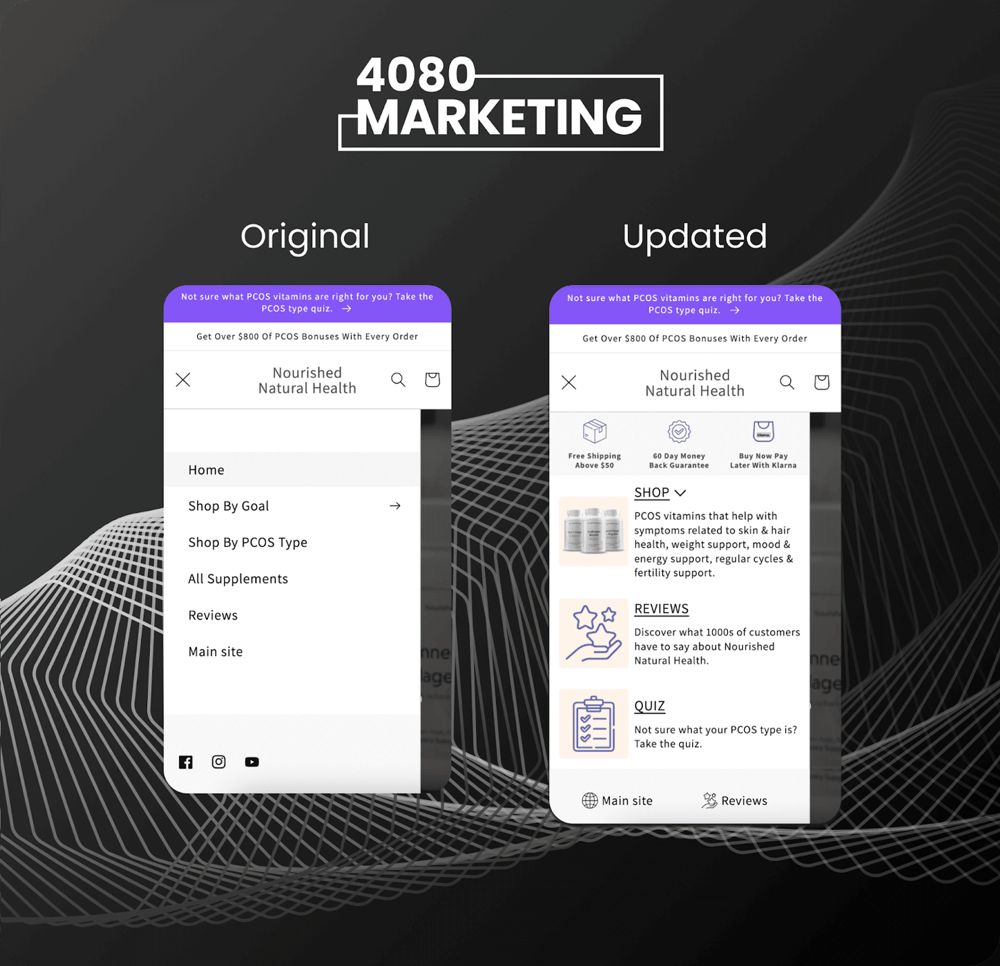 4080
MARKETING
Original
Not sure what PCOS vitamins are right for you? Take the
PCOS type quiz. →
Get Over $800 Of PCOS Bonuses With Every Order
Nourished
Natural Health
Home
Shop By Goal →
Shop By PCOS Type
All Supplements
Reviews
Main site
Updated
Not sure what PCOS vitamins are right for you? Take the
PCOS type quiz. →
Get Over $800 Of PCOS Bonuses With Every Order
Nourished
Natural Health
Free Shipping
Above $50
60 Day Money
Back Guarantee
Klarna
Buy Now Pay
Later With Klarna
SHOP
PCOS vitamins that help with
symptoms related to skin & hair
health, weight support, mood &
energy support, regular cycles &
fertility support.
REVIEWS
Discover what 1000s of customers
have to say about Nourished
Natural Health.
QUIZ
Not sure what your PCOS type is?
Take the quiz.
Main site
Reviews